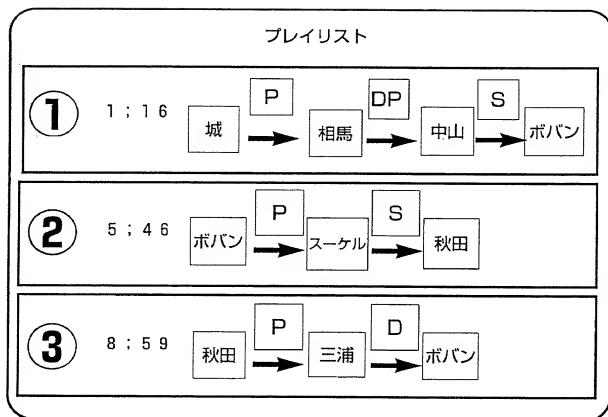 プレイリスト
P DP S
① 1;16 城 相馬 中山 ボバン
P S
② 5;46 ボバン スーケル 秋田
P D
③ 8;59 秋田 三浦 ボバン